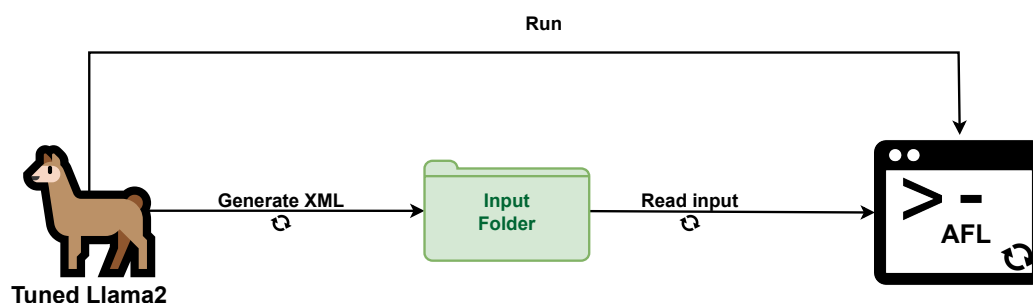 Run
Generate XML
Input
Folder
Read input
> -
AFL
Tuned Llama2